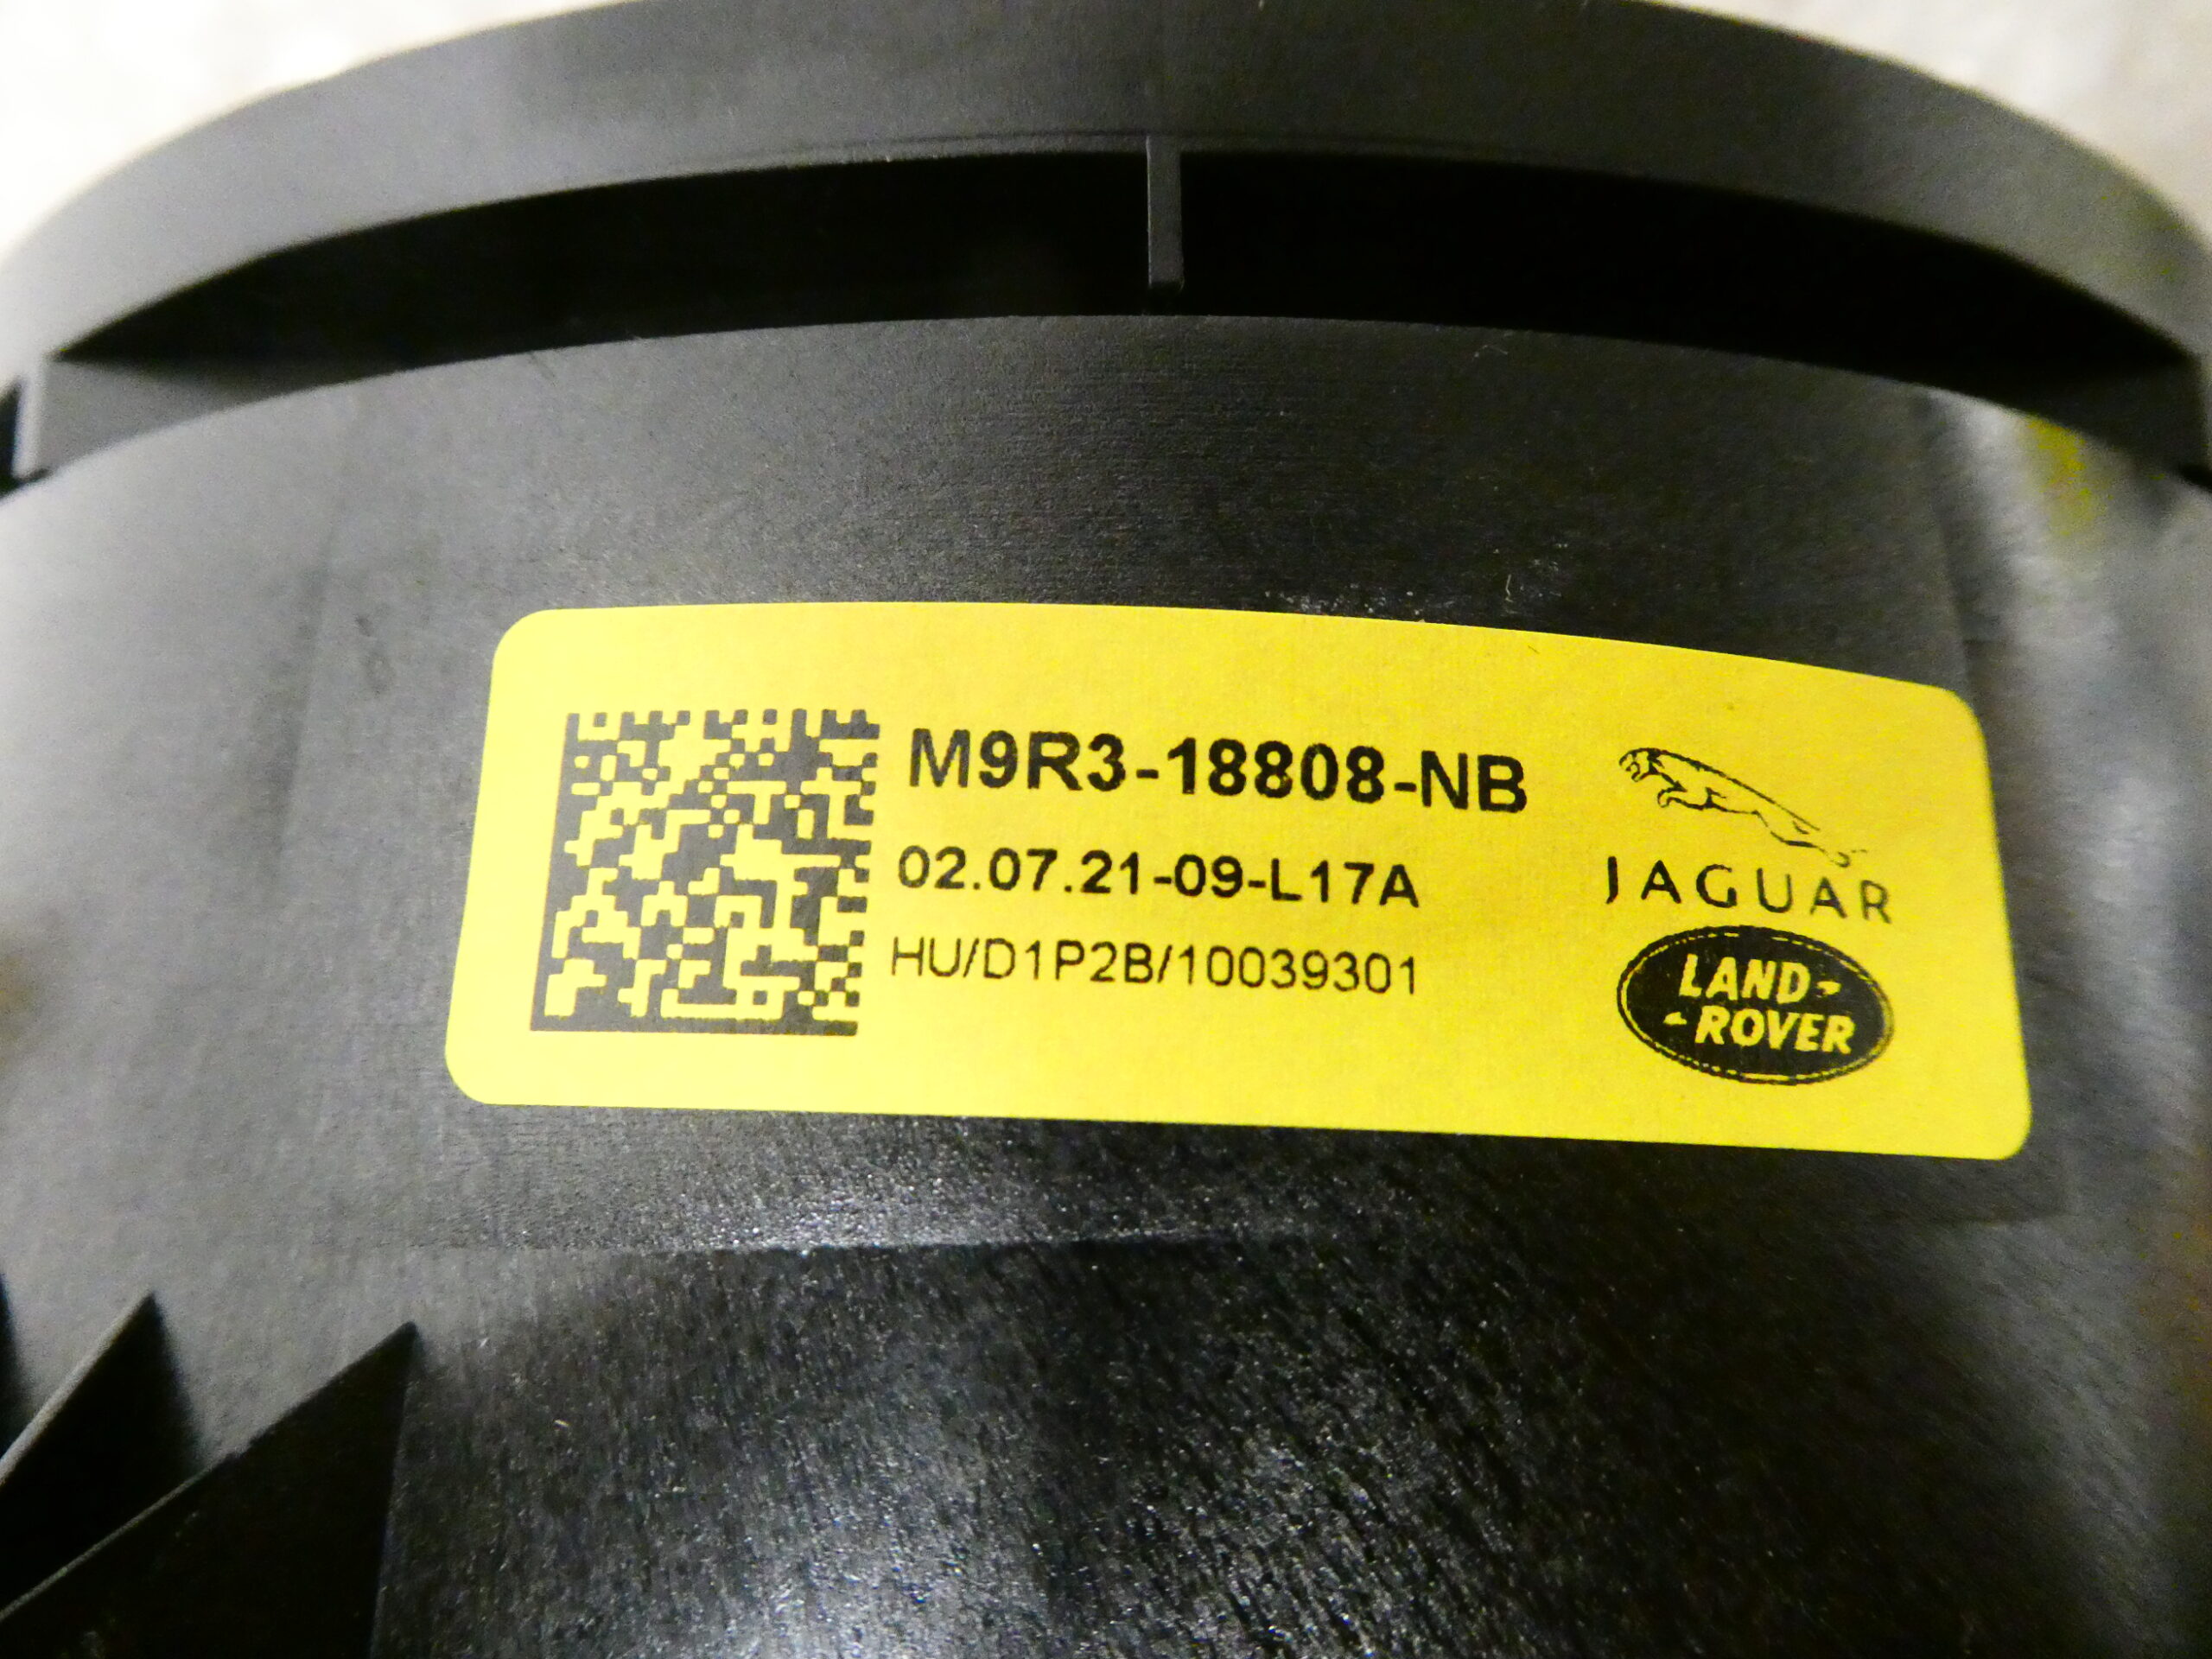 M9R3-18808-NB
02.07.21-09-L17A
HU/D1P2B/10039301
JAGUAR
LAND-
-ROVER